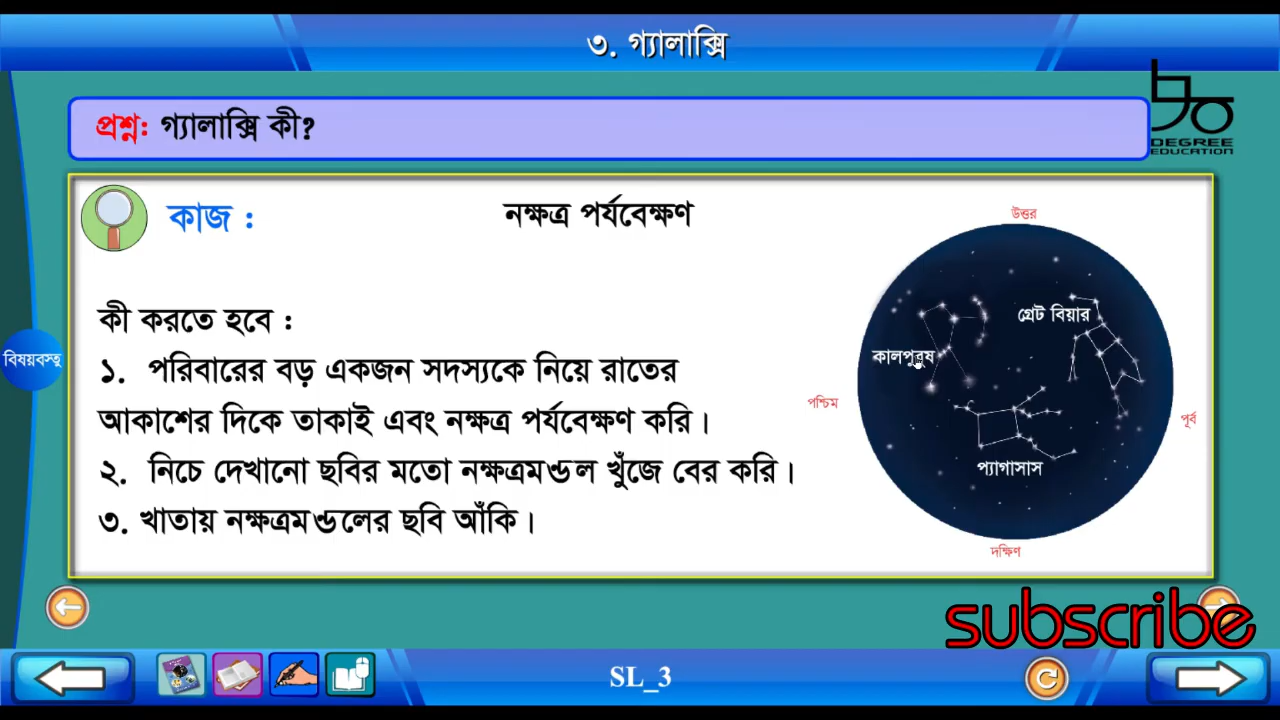 ৩. গ্যালাক্সি
প্রশ্ন: গ্যালাক্সি কী?
DEGREE
EDUCATION
কাজ :
নক্ষত্র পর্যবেক্ষণ
কী করতে হবে :
১. পরিবারের বড় একজন সদস্যকে নিয়ে রাতের
আকাশের দিকে তাকাই এবং নক্ষত্র পর্যবেক্ষণ করি।
২. নিচে দেখানো ছবির মতো নক্ষত্রমণ্ডল খুঁজে বের করি।
৩. খাতায় নক্ষত্রমণ্ডলের ছবি আঁকি।
উত্তর
গ্রেট বিয়ার
কালপুরুষ
পশ্চিম
পূর্ব
প্যাগাসাস
দক্ষিণ
বিষয়বস্তু
subscribe
SL_3